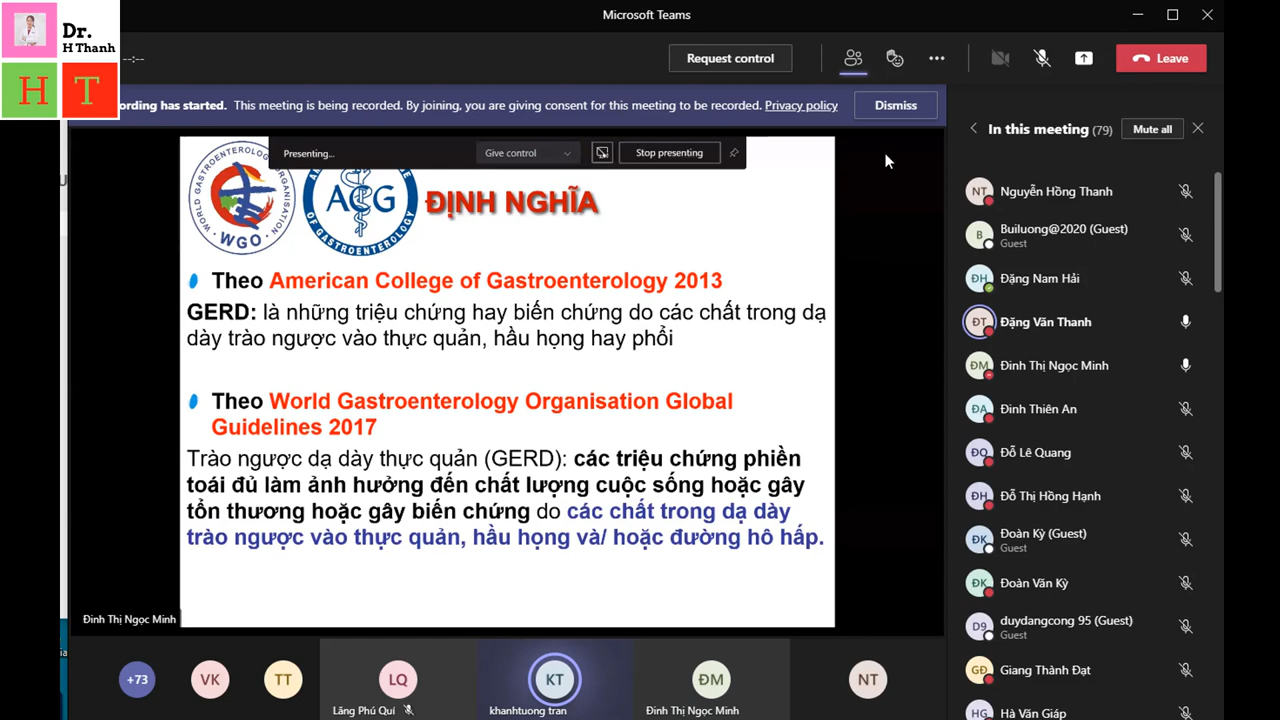 Microsoft Teams
Dr.
H Thanh
H T
--:--
Request control
Leave
ording has started. This meeting is being recorded. By joining, you are giving consent for this meeting to be recorded. Privacy policy
Dismiss
In this meeting (79)
Mute all
Presenting...
Give control
Stop presenting
WORLD GASTROENTEROLOGY ORGANISATION
WGO
ACG
OF GASTROENTEROLOGY
ĐỊNH NGHĨA
Theo American College of Gastroenterology 2013
GERD: là những triệu chứng hay biến chứng do các chất trong dạ
dày trào ngược vào thực quản, hầu họng hay phổi
Theo World Gastroenterology Organisation Global
Guidelines 2017
Trào ngược dạ dày thực quản (GERD): các triệu chứng phiền
toái đủ làm ảnh hưởng đến chất lượng cuộc sống hoặc gây
tổn thương hoặc gây biến chứng do các chất trong dạ dày
trào ngược vào thực quản, hầu họng và/ hoặc đường hô hấp.
Đinh Thị Ngọc Minh
+73
VK
TT
LQ
Lăng Phú Quí
KT
khanhtuong tran
ĐM
Đinh Thị Ngọc Minh
NT
NT
Nguyễn Hồng Thanh
B
Builuong@2020 (Guest)
Guest
ĐH
Đặng Nam Hải
ĐT
Đặng Văn Thanh
ĐM
Đinh Thị Ngọc Minh
ĐA
Đinh Thiên An
ĐQ
Đỗ Lê Quang
ĐH
Đỗ Thị Hồng Hạnh
ĐK
Đoàn Kỳ (Guest)
Guest
ĐK
Đoàn Văn Kỳ
D9
duydangcong 95 (Guest)
Guest
GĐ
Giang Thành Đạt
HG
Hà Văn Giáp